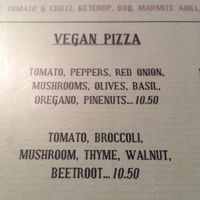 TOMATO & CHILLI, KETCHUP, BBQ, MARMITE AIOLI,
VEGAN PIZZA
TOMATO, PEPPERS, RED ONION,
MUSHROOMS, OLIVES, BASIL,
OREGANO, PINENUTS...10.50
TOMATO, BROCCOLI,
MUSHROOM, THYME, WALNUT,
BEETROOT...10.50